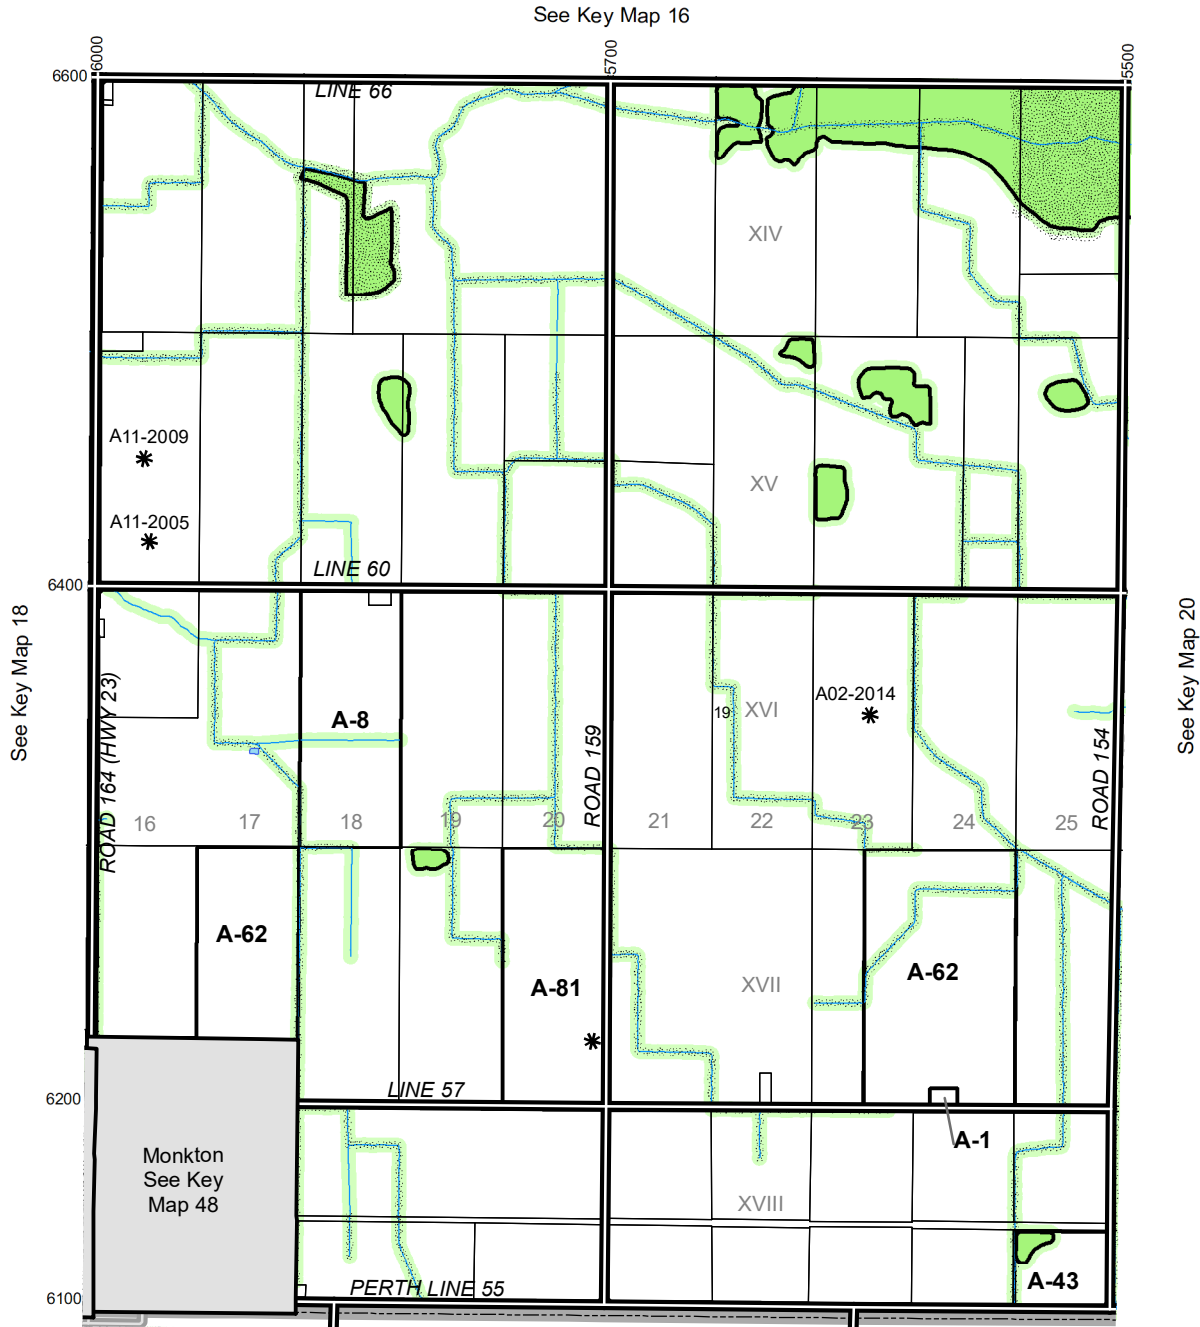 See Key Map 16
6000
5700
5500
6600
LINE 66
XIV
A11-2009
XV
A11-2005
LINE 60
6400
See Key Map 18
See Key Map 20
ROAD 164 (HWY 23)
A-8
ROAD 159
19
XVI
A02-2014
ROAD 154
16
17
18
19
20
21
22
23
24
25
A-62
A-81
XVII
A-62
LINE 57
6200
A-1
Monkton
See Key
Map 48
XVIII
A-43
PERTH LINE 55
6100